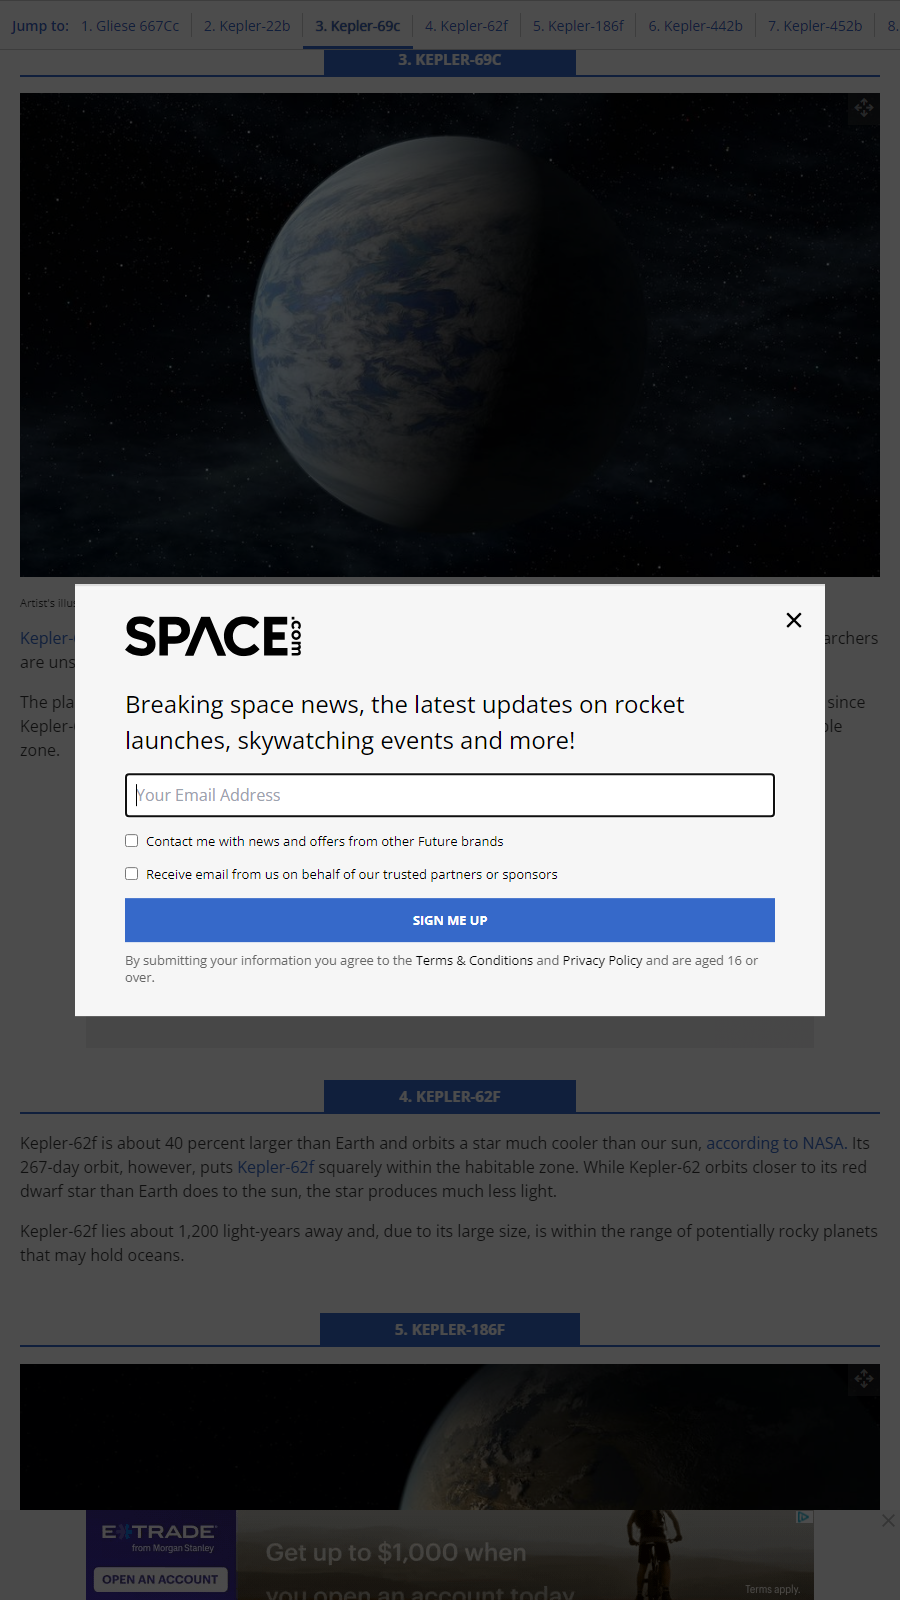 Jump to: 1. Gliese 667Cc 2. Kepler-22b 3. Kepler-69c 4. Kepler-62f 5. Kepler-186f 6. Kepler-442b 7. Kepler-452b 8.
3. KEPLER-69C
Artist's
Kepler- archers
are uns
The pla since
Kepler- ble
zone.
SPACE.com
Breaking space news, the latest updates on rocket
launches, skywatching events and more!
Your Email Address
Contact me with news and offers from other Future brands
Receive email from us on behalf of our trusted partners or sponsors
SIGN ME UP
By submitting your information you agree to the Terms & Conditions and Privacy Policy and are aged 16 or
over.
4. KEPLER-62F
Kepler-62f is about 40 percent larger than Earth and orbits a star much cooler than our sun, according to NASA. Its
267-day orbit, however, puts Kepler-62f squarely within the habitable zone. While Kepler-62 orbits closer to its red
dwarf star than Earth does to the sun, the star produces much less light.
Kepler-62f lies about 1,200 light-years away and, due to its large size, is within the range of potentially rocky planets
that may hold oceans.
5. KEPLER-186F
E*TRADE
from Morgan Stanley
OPEN AN ACCOUNT
Get up to $1,000 when
you open an account today
Terms apply.